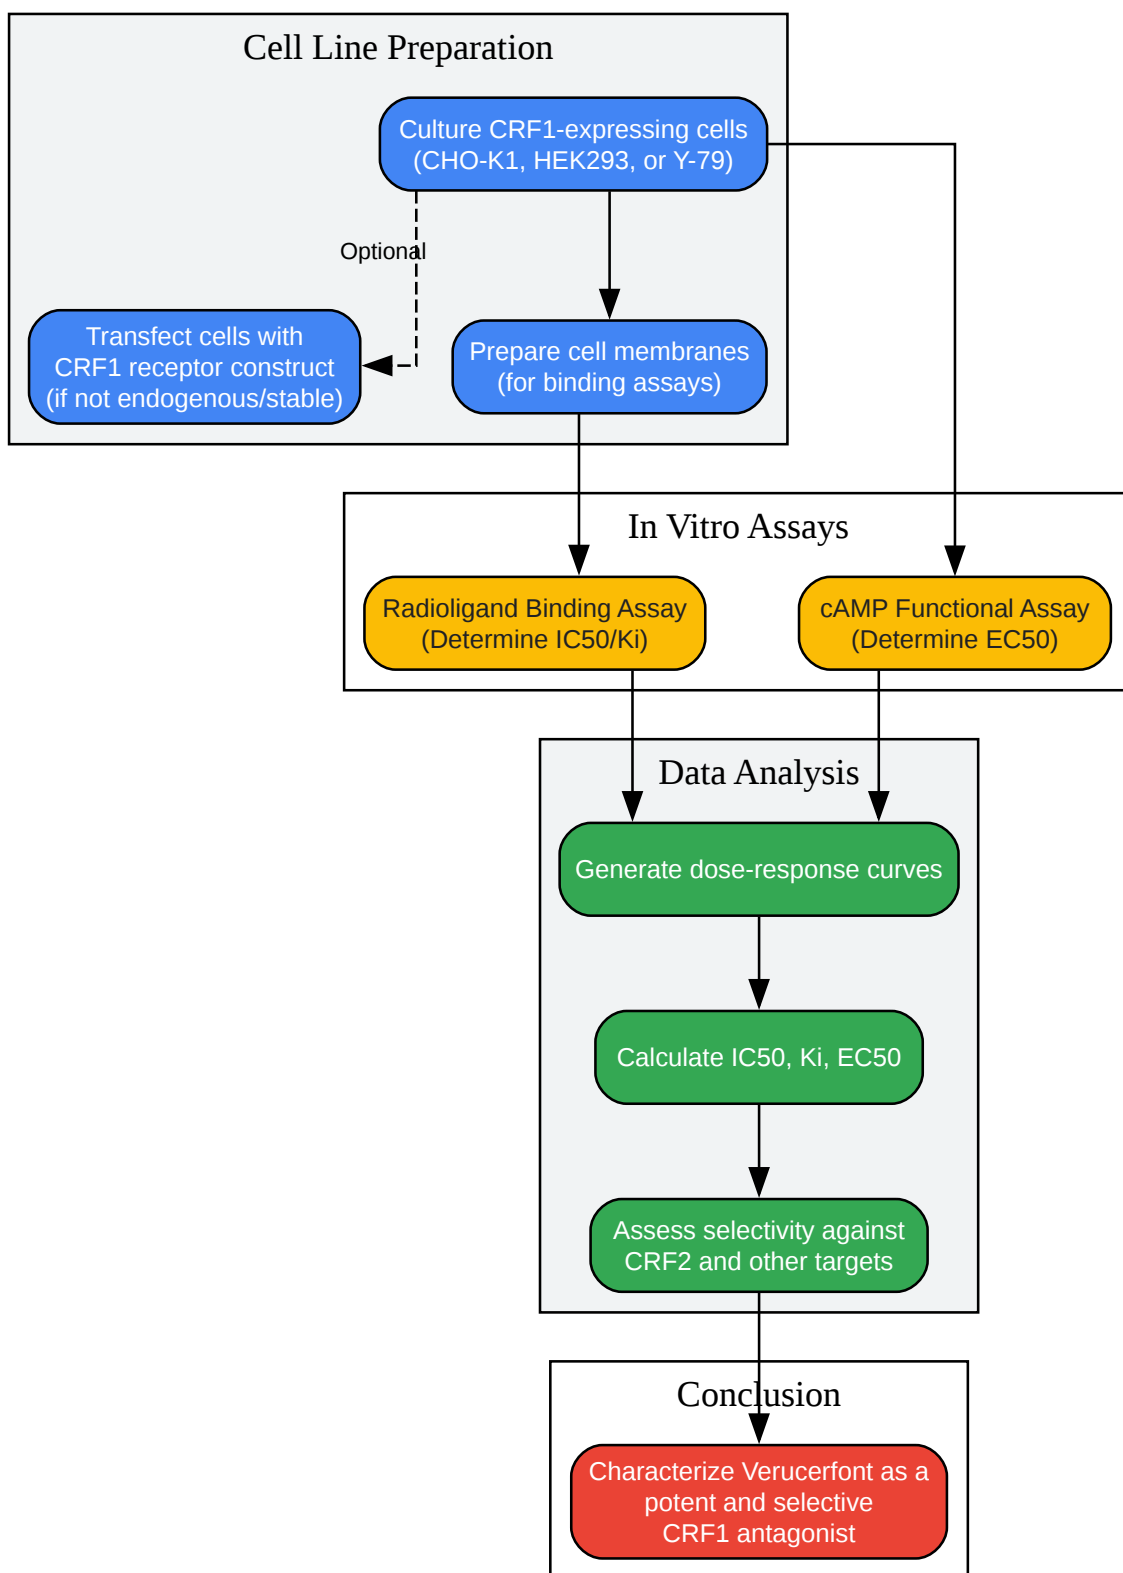 Cell Line Preparation
Culture CRF1-expressing cells
(CHO-K1, HEK293, or Y-79)
Optional
Transfect cells with
CRF1 receptor construct
(if not endogenous/stable)
Prepare cell membranes
(for binding assays)
In Vitro Assays
Radioligand Binding Assay
(Determine IC50/Ki)
cAMP Functional Assay
(Determine EC50)
Data Analysis
Generate dose-response curves
Calculate IC50, Ki, EC50
Assess selectivity against
CRF2 and other targets
Conclusion
Characterize Verucerfont as a
potent and selective
CRF1 antagonist